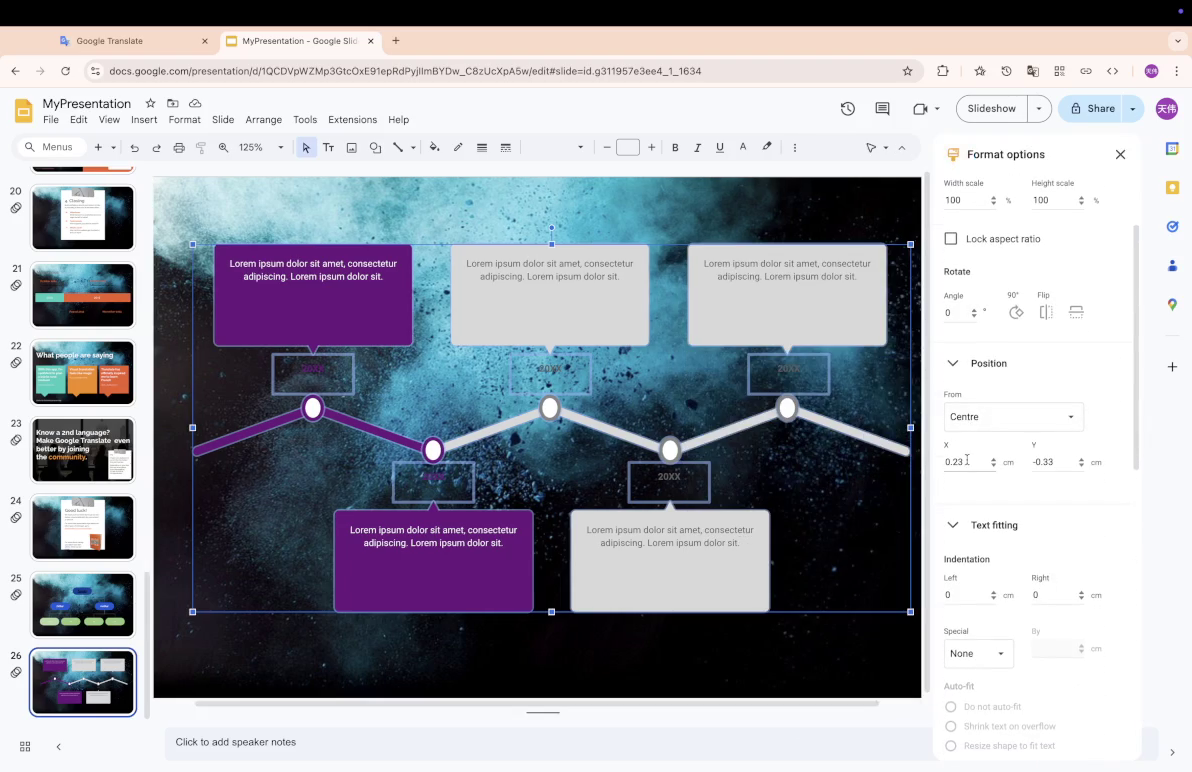 Google Translate
MyPresentation - Google Slid
docs.google.com/presentation/d/1QCDVpWZMp3GtcOxE91epRdPyjIlmBYDw_C8zUcXpA5w/edit#slide=id.g311957e3ee4_1_1634
天伟
MyPresentation
File Edit View Insert Format Slide Arrange Tools Extensions Help
Slideshow
Share
天伟
Menus
125%
Format options
Width scale Height scale
100 % 100 %
Lock aspect ratio
Rotate
Angle 90° Flip
0 °
Position
From
Centre
X Y
0.23 cm -0.33 cm
Text fitting
Indentation
Left Right
0 cm 0 cm
Special By
None cm
Auto-fit
Do not auto-fit
Shrink text on overflow
Resize shape to fit text
20
Closing
21
22
What people are saying
23
Know a 2nd language?
Make Google Translate even
better by joining
the community.
24
Good Luck!
26
Lorem ipsum dolor sit amet, consectetur
adipiscing. Lorem ipsum dolor sit.
Lorem ipsum dolor sit amet, consectetur
adipiscing. Lorem ipsum dolor sit.
Lorem ipsum dolor sit amet, consectetur
adipiscing. Lorem ipsum dolor sit.
20XX
Lorem ipsum dolor sit amet, consectetur
adipiscing. Lorem ipsum dolor sit.
Lorem ipsum dolor sit amet, consectetur
adipiscing. Lorem ipsum dolor sit.
Click to add speaker notes